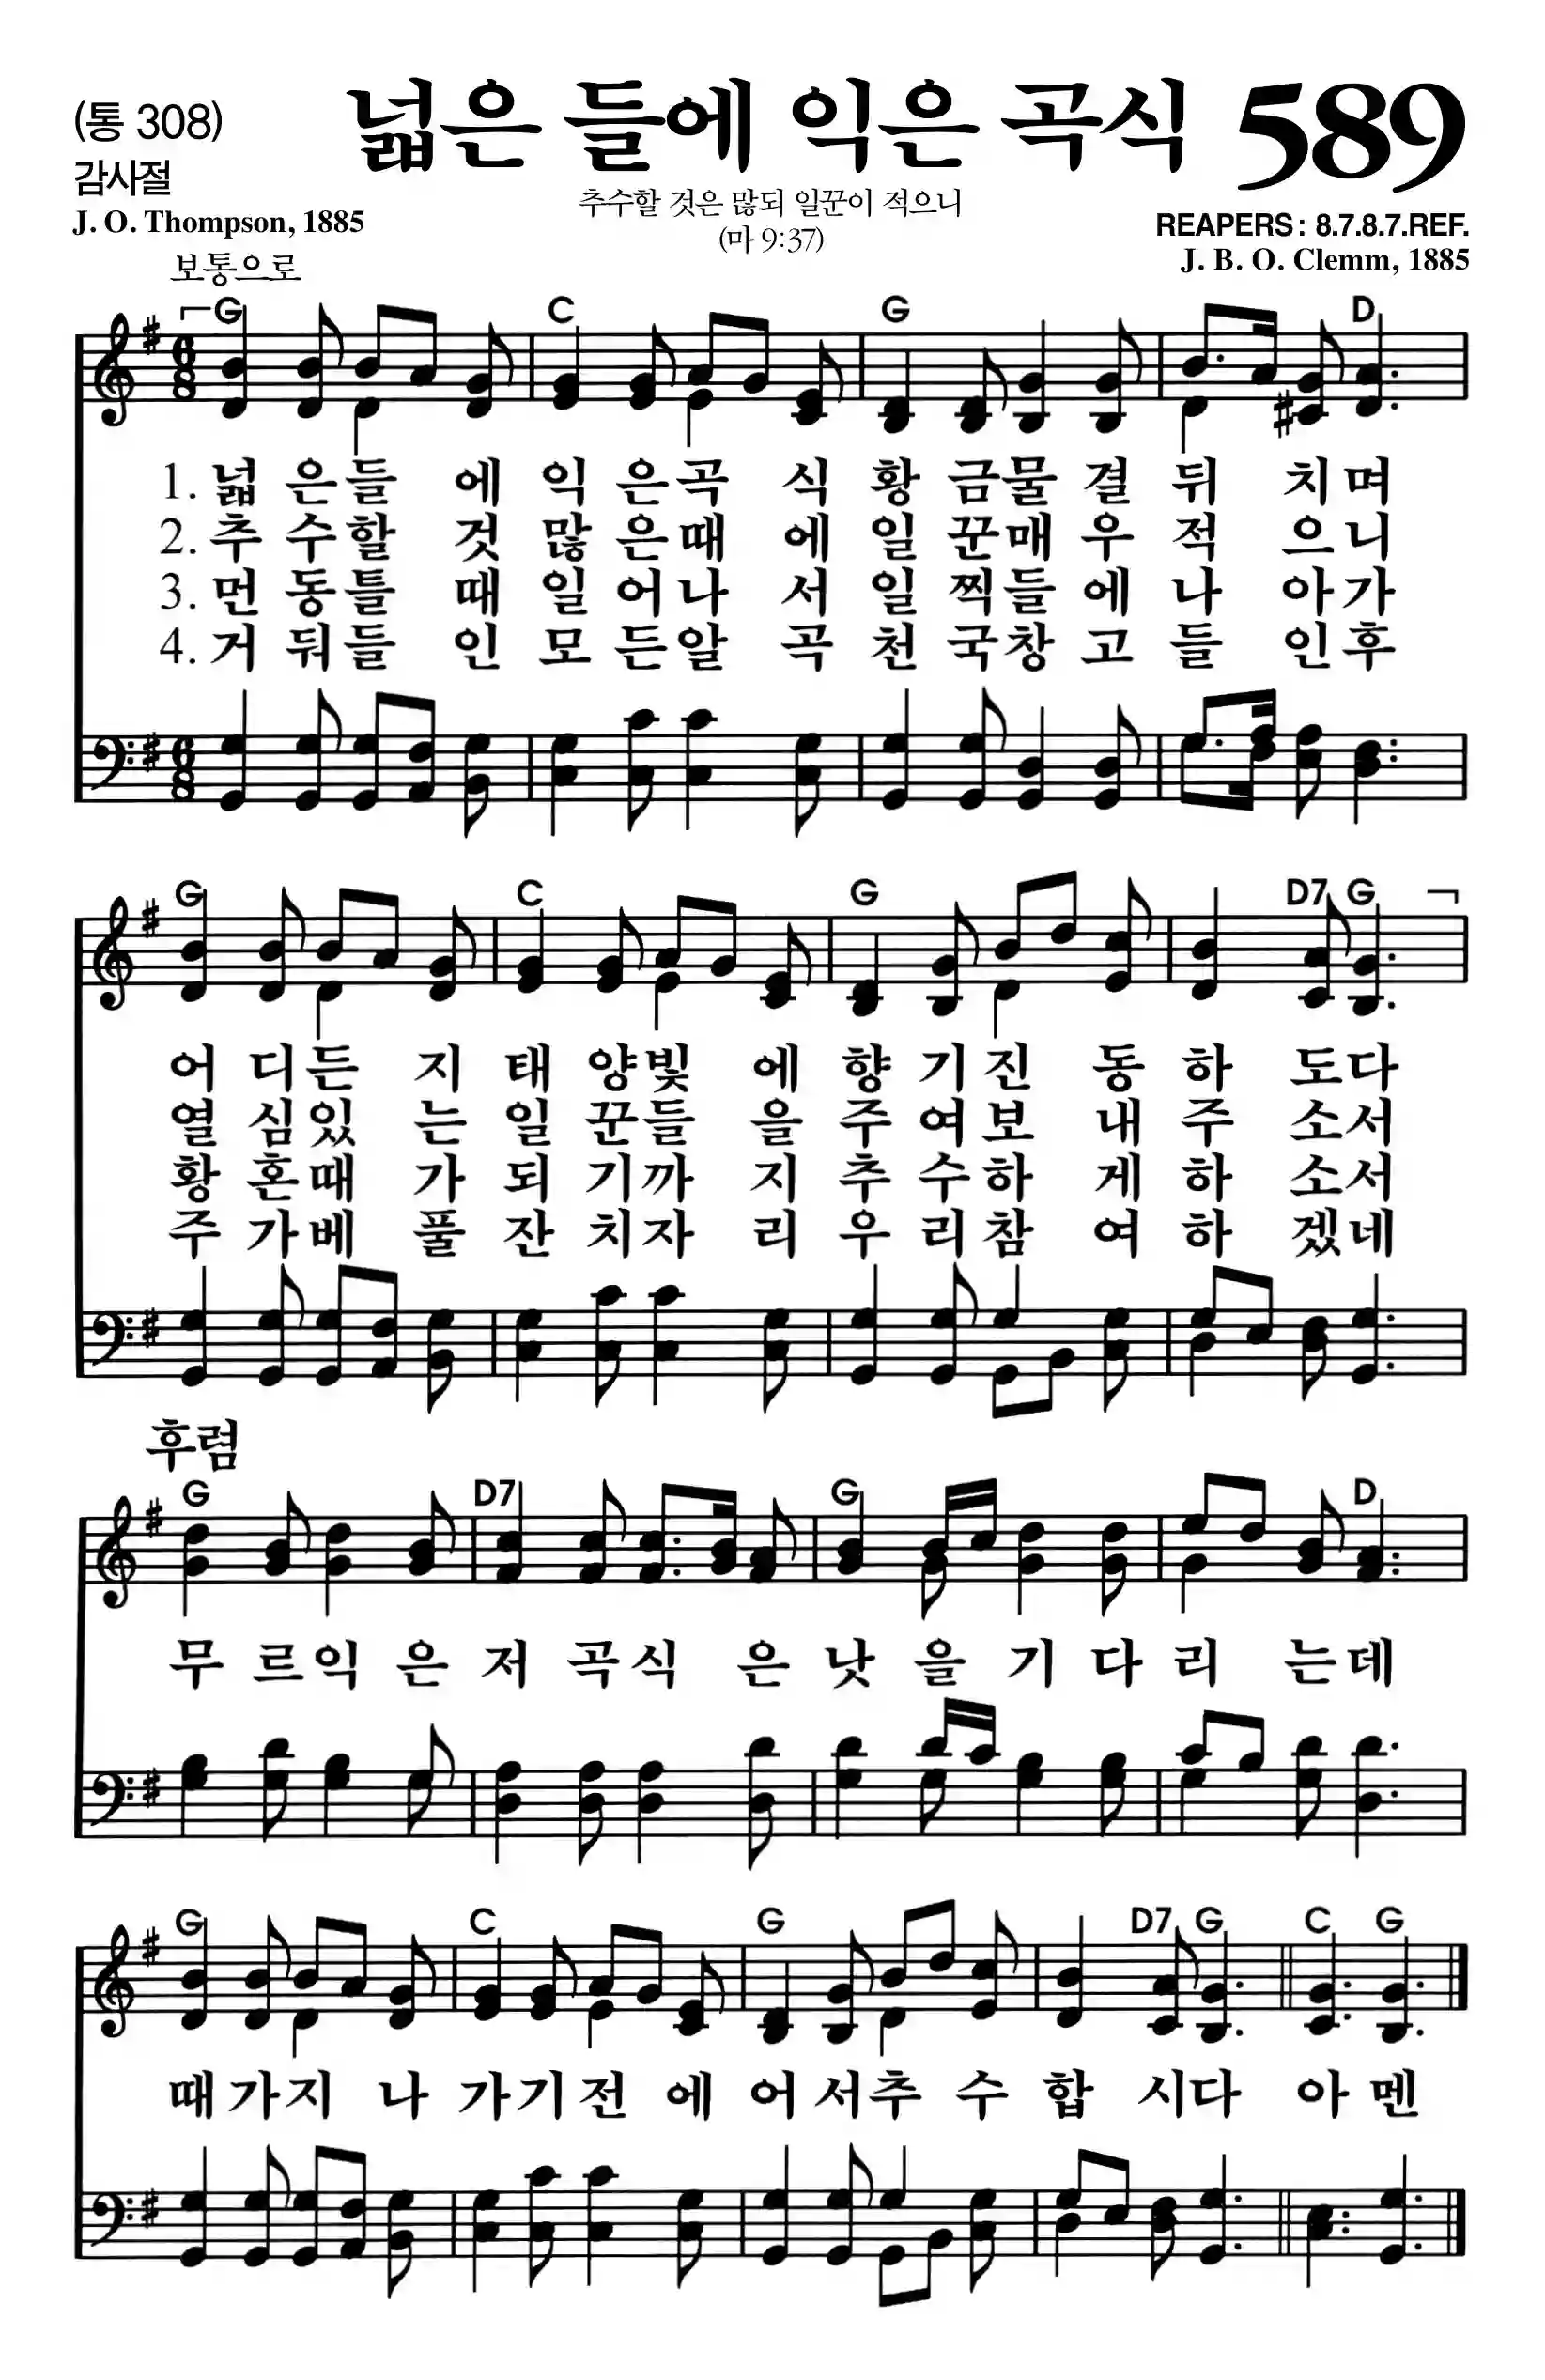 (통 308) 넓은 들에 익은 곡식 589
감사절
추수할 것은 많되 일꾼이 적으니
(마 9:37)
J. O. Thompson, 1885
REAPERS : 8.7.8.7.REF.
J. B. O. Clemm, 1885
보통으로
G C G D
6 8
1. 넓 은들 에 익 은곡 식 황 금물 결 뒤 치며
2. 추 수할 것 많 은때 에 일 꾼매 우 적 으니
3. 먼 동틀 때 일 어나 서 일 찍들 에 나 아가
4. 거 둬들 인 모 든알 곡 천 국창 고 들 인후
6 8
G C G D7 G
어 디든 지 태 양빛 에 향 기진 동 하 도다
열 심있 는 일 꾼들 을 주 여보 내 주 소서
황 혼때 가 되 기까 지 추 수하 게 하 소서
주 가베 풀 잔 치자 리 우 리참 여 하 겠네
후렴
G D7 G D
무 르익 은 저 곡식 은 낫 을 기 다 리 는데
G C G D7 G C G
때 가지 나 가기전 에 어 서추 수 합 시다 아 멘